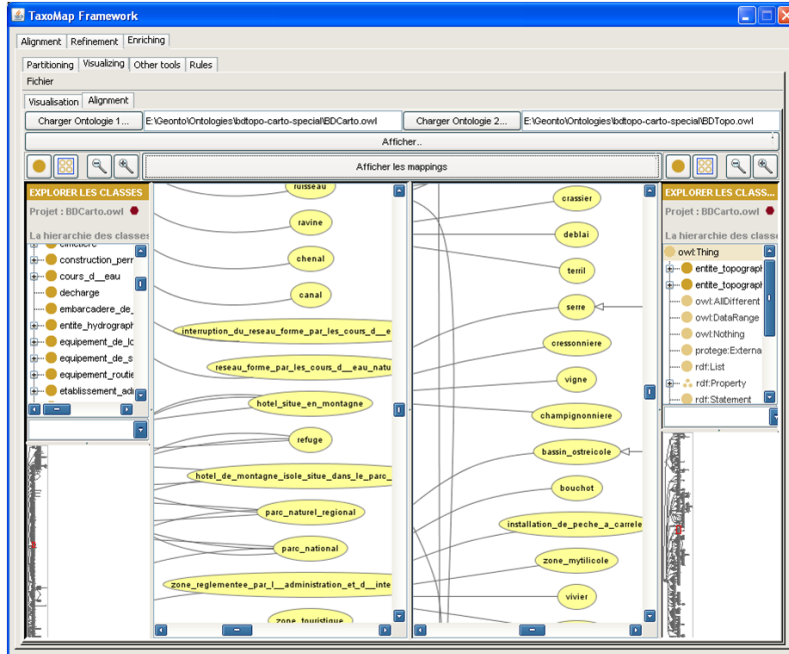 TaxoMap Framework
Alignment Refinement Enriching
Partitioning Visualizing Other tools Rules
Fichier
Visualisation Alignment
Charger Ontologie 1... E:\Geonto\Ontologies\bdtopo-carto-special\BDCarto.owl Charger Ontologie 2... E:\Geonto\Ontologies\bdtopo-carto-special\BDTopo.owl
Afficher..
Afficher les mappings
EXPLORER LES CLASSES
Projet : BDCarto.owl
La hierarchie des classes
cimetiere
construction_perr
cours_d__eau
decharge
embarcadere_de_
entite_hydrograph
equipement_de_lo
equipement_de_s
equipement_routie
etablissement_adm
ruisseau
ravine
chenal
canal
interruption_du_reseau_forme_par_les_cours_d__e
reseau_forme_par_les_cours_d__eau_natu
hotel_situe_en_montagne
refuge
hotel_de_montagne_isole_situe_dans_le_parc_
parc_naturel_regional
parc_national
zone_reglementee_par_l__administration_et_d__inte
zone_touristique
crassier
deblai
terril
serre
cressonniere
vigne
champignonniere
bassin_ostreicole
bouchot
installation_de_peche_a_carrele
zone_mytilicole
vivier
EXPLORER LES CLASS...
Projet : BDCarto.owl
La hierarchie des class
owl:Thing
entite_topograph
entite_topograph
owl:AllDifferent
owl:DataRange
owl:Nothing
protege:Externa
rdf:List
rdf:Property
rdf:Statement